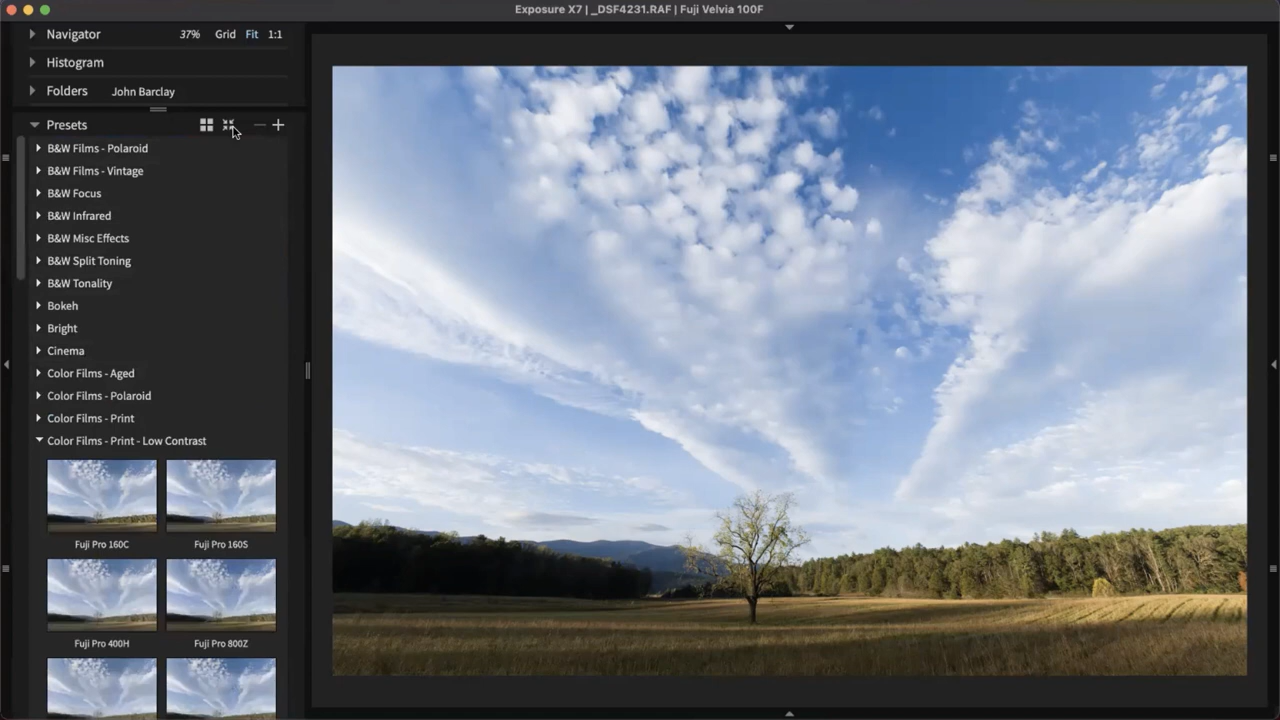 Exposure X7 | _DSF4231.RAF | Fuji Velvia 100F
Navigator 37% Grid Fit 1:1
Histogram
Folders John Barclay
Presets
B&W Films - Polaroid
B&W Films - Vintage
B&W Focus
B&W Infrared
B&W Misc Effects
B&W Split Toning
B&W Tonality
Bokeh
Bright
Cinema
Color Films - Aged
Color Films - Polaroid
Color Films - Print
Color Films - Print - Low Contrast
Fuji Pro 160C Fuji Pro 160S
Fuji Pro 400H Fuji Pro 800Z